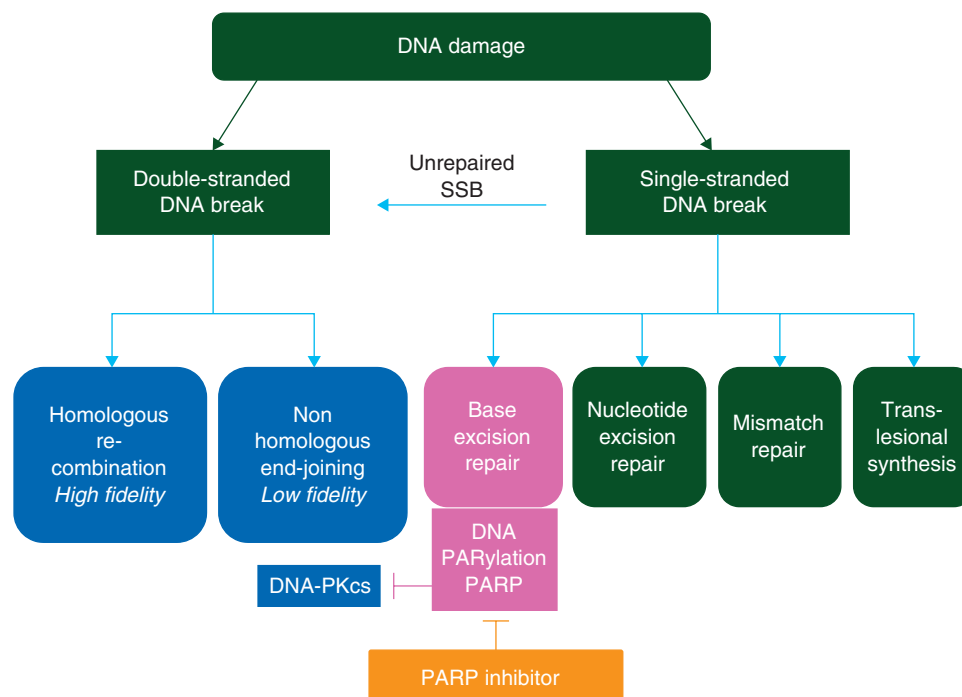 DNA damage
Double-stranded
DNA break
Unrepaired
SSB
Single-stranded
DNA break
Homologous
re-
combination
High fidelity
Non
homologous
end-joining
Low fidelity
Base
excision
repair
Nucleotide
excision
repair
Mismatch
repair
Trans-
lesional
synthesis
DNA
PARylation
PARP
DNA-PKcs
PARP inhibitor